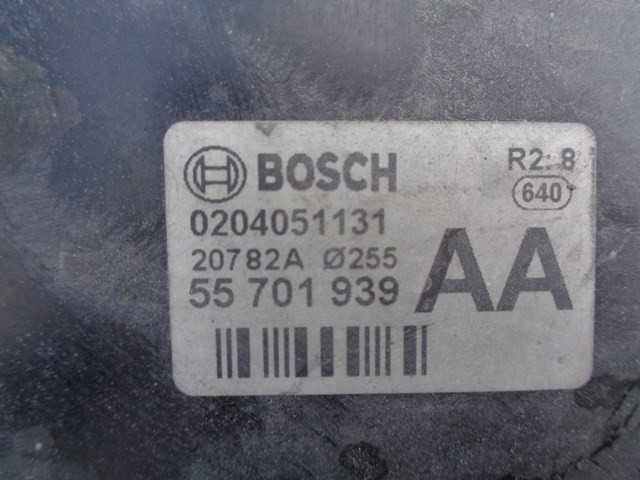 BOSCH R2: 8
640
0204051131
20782A Ø255
55 701 939 AA